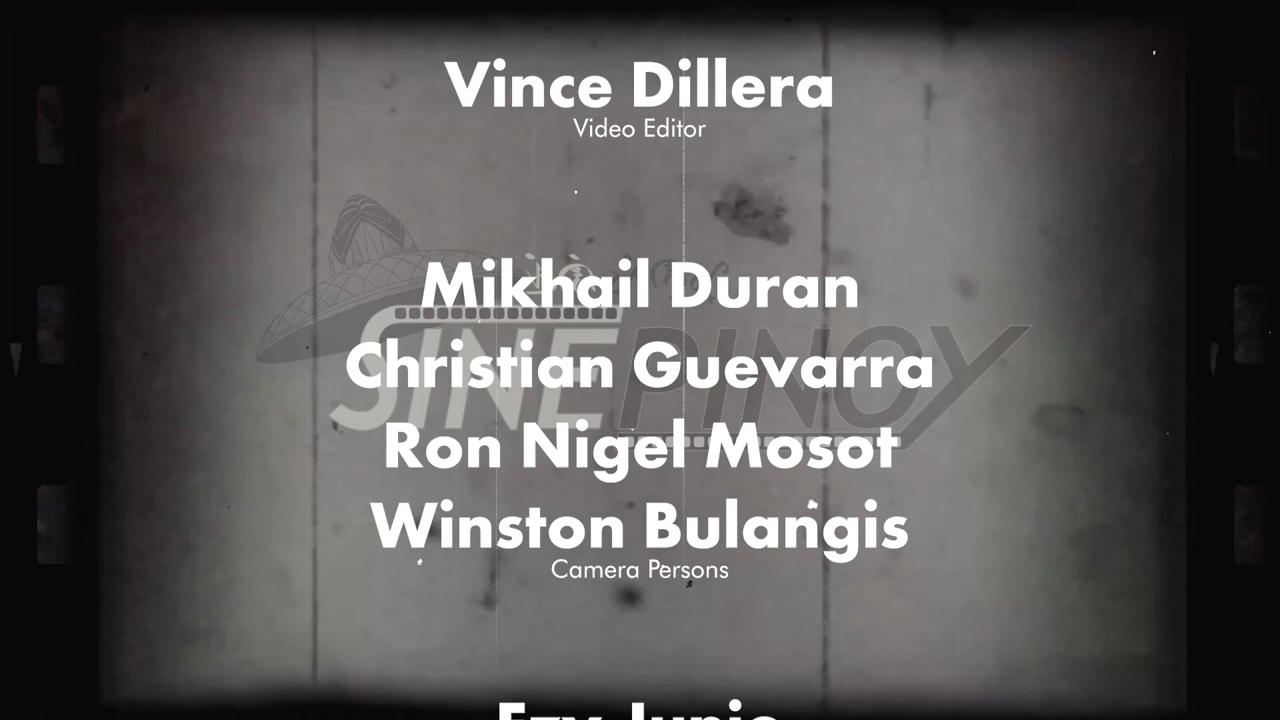 Vince Dillera
Video Editor
Mikhail Duran
SINEPINOY
Christian Guevarra
Ron Nigel Mosot
Winston Bulangis
Camera Persons